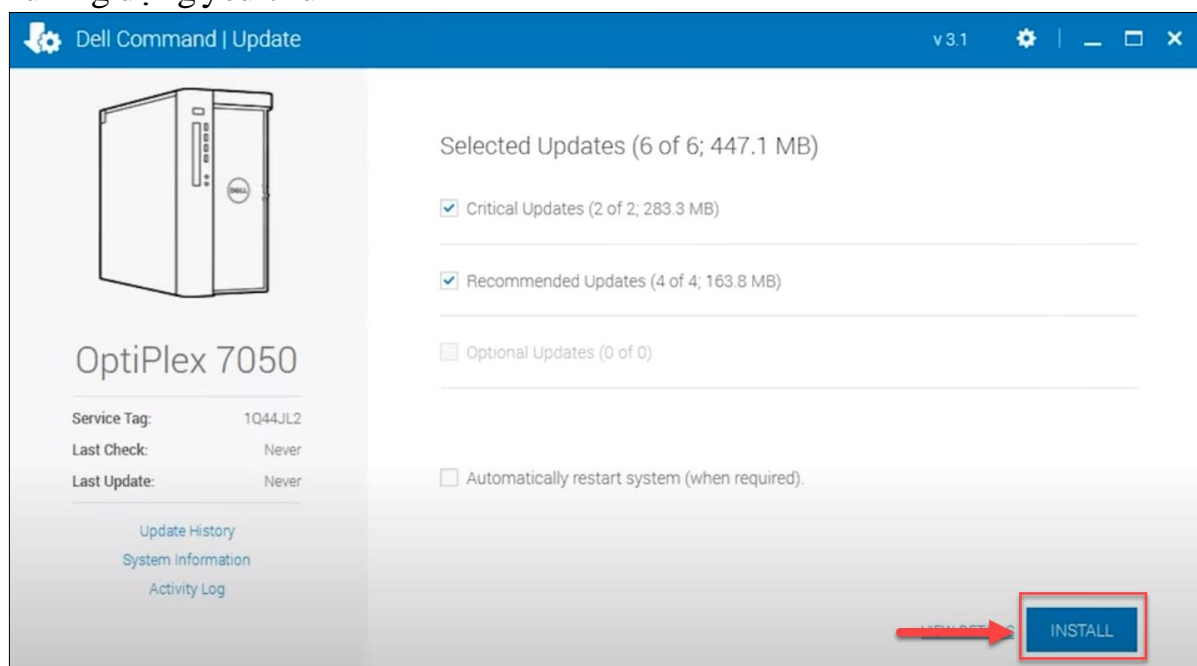 Dell Command | Update
v 3.1
DELL
OptiPlex 7050
Service Tag: 1Q44JL2
Last Check: Never
Last Update: Never
Update History
System Information
Activity Log
Selected Updates (6 of 6; 447.1 MB)
Critical Updates (2 of 2; 283.3 MB)
Recommended Updates (4 of 4; 163.8 MB)
Optional Updates (0 of 0)
Automatically restart system (when required).
INSTALL